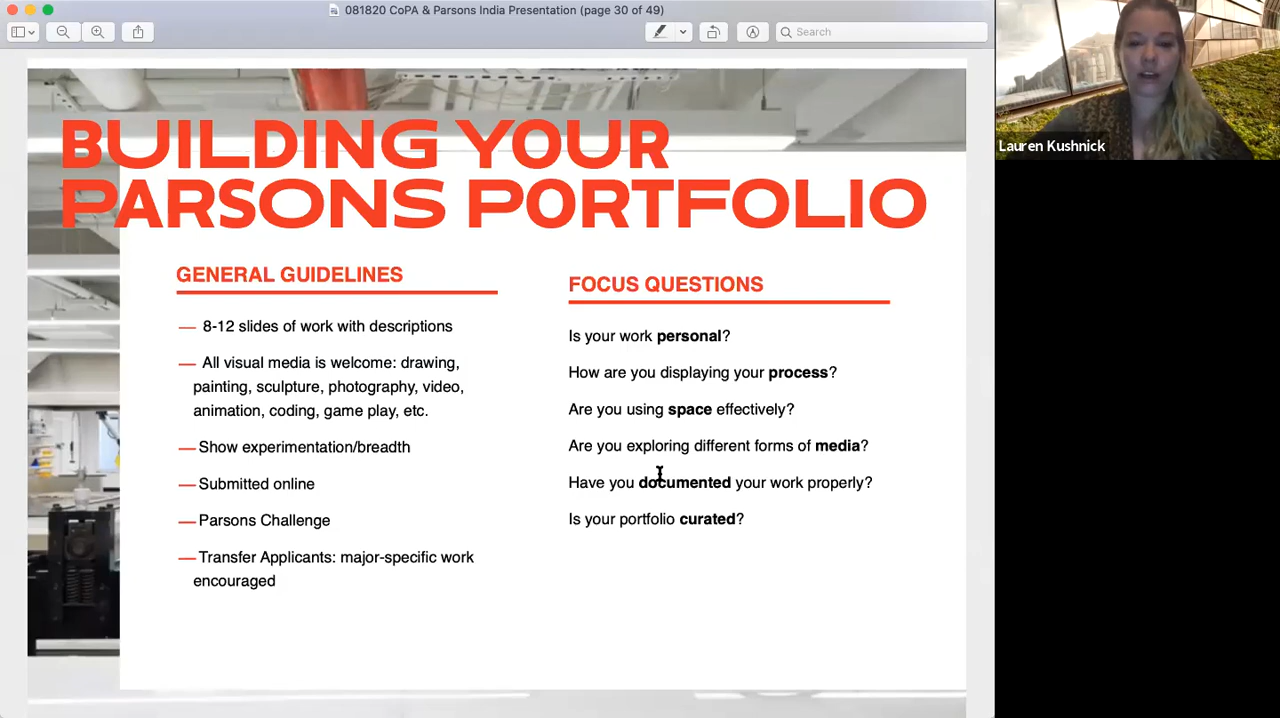 081820 CoPA & Parsons India Presentation (page 30 of 49)
Search
Lauren Kushnick
BUILDING YOUR
PARSONS PORTFOLIO
GENERAL GUIDELINES
— 8-12 slides of work with descriptions
— All visual media is welcome: drawing,
painting, sculpture, photography, video,
animation, coding, game play, etc.
— Show experimentation/breadth
— Submitted online
— Parsons Challenge
— Transfer Applicants: major-specific work
encouraged
FOCUS QUESTIONS
Is your work personal?
How are you displaying your process?
Are you using space effectively?
Are you exploring different forms of media?
Have you documented your work properly?
Is your portfolio curated?